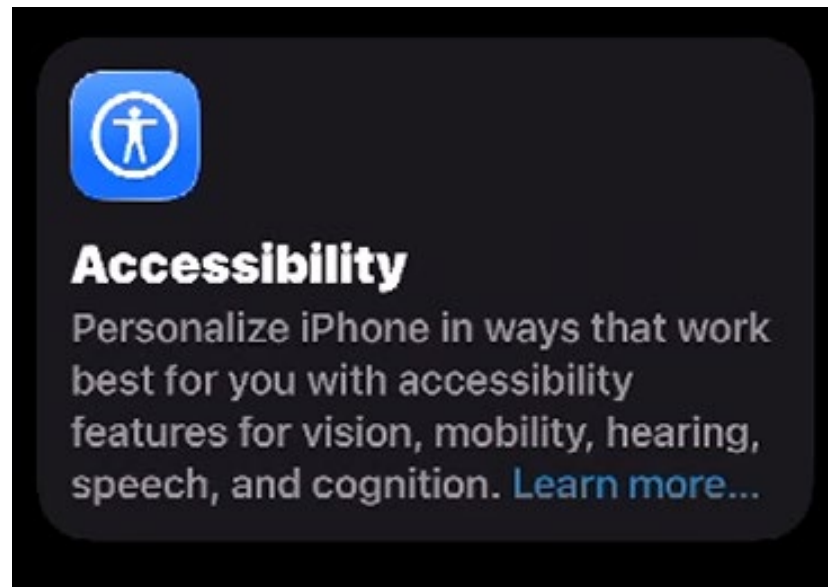 Accessibility
Personalize iPhone in ways that work
best for you with accessibility
features for vision, mobility, hearing,
speech, and cognition. Learn more...